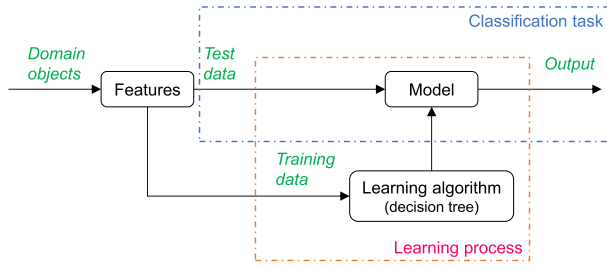 Classification task
Domain
objects
Test
data
Output
Features
Model
Training
data
Learning algorithm
(decision tree)
Learning process